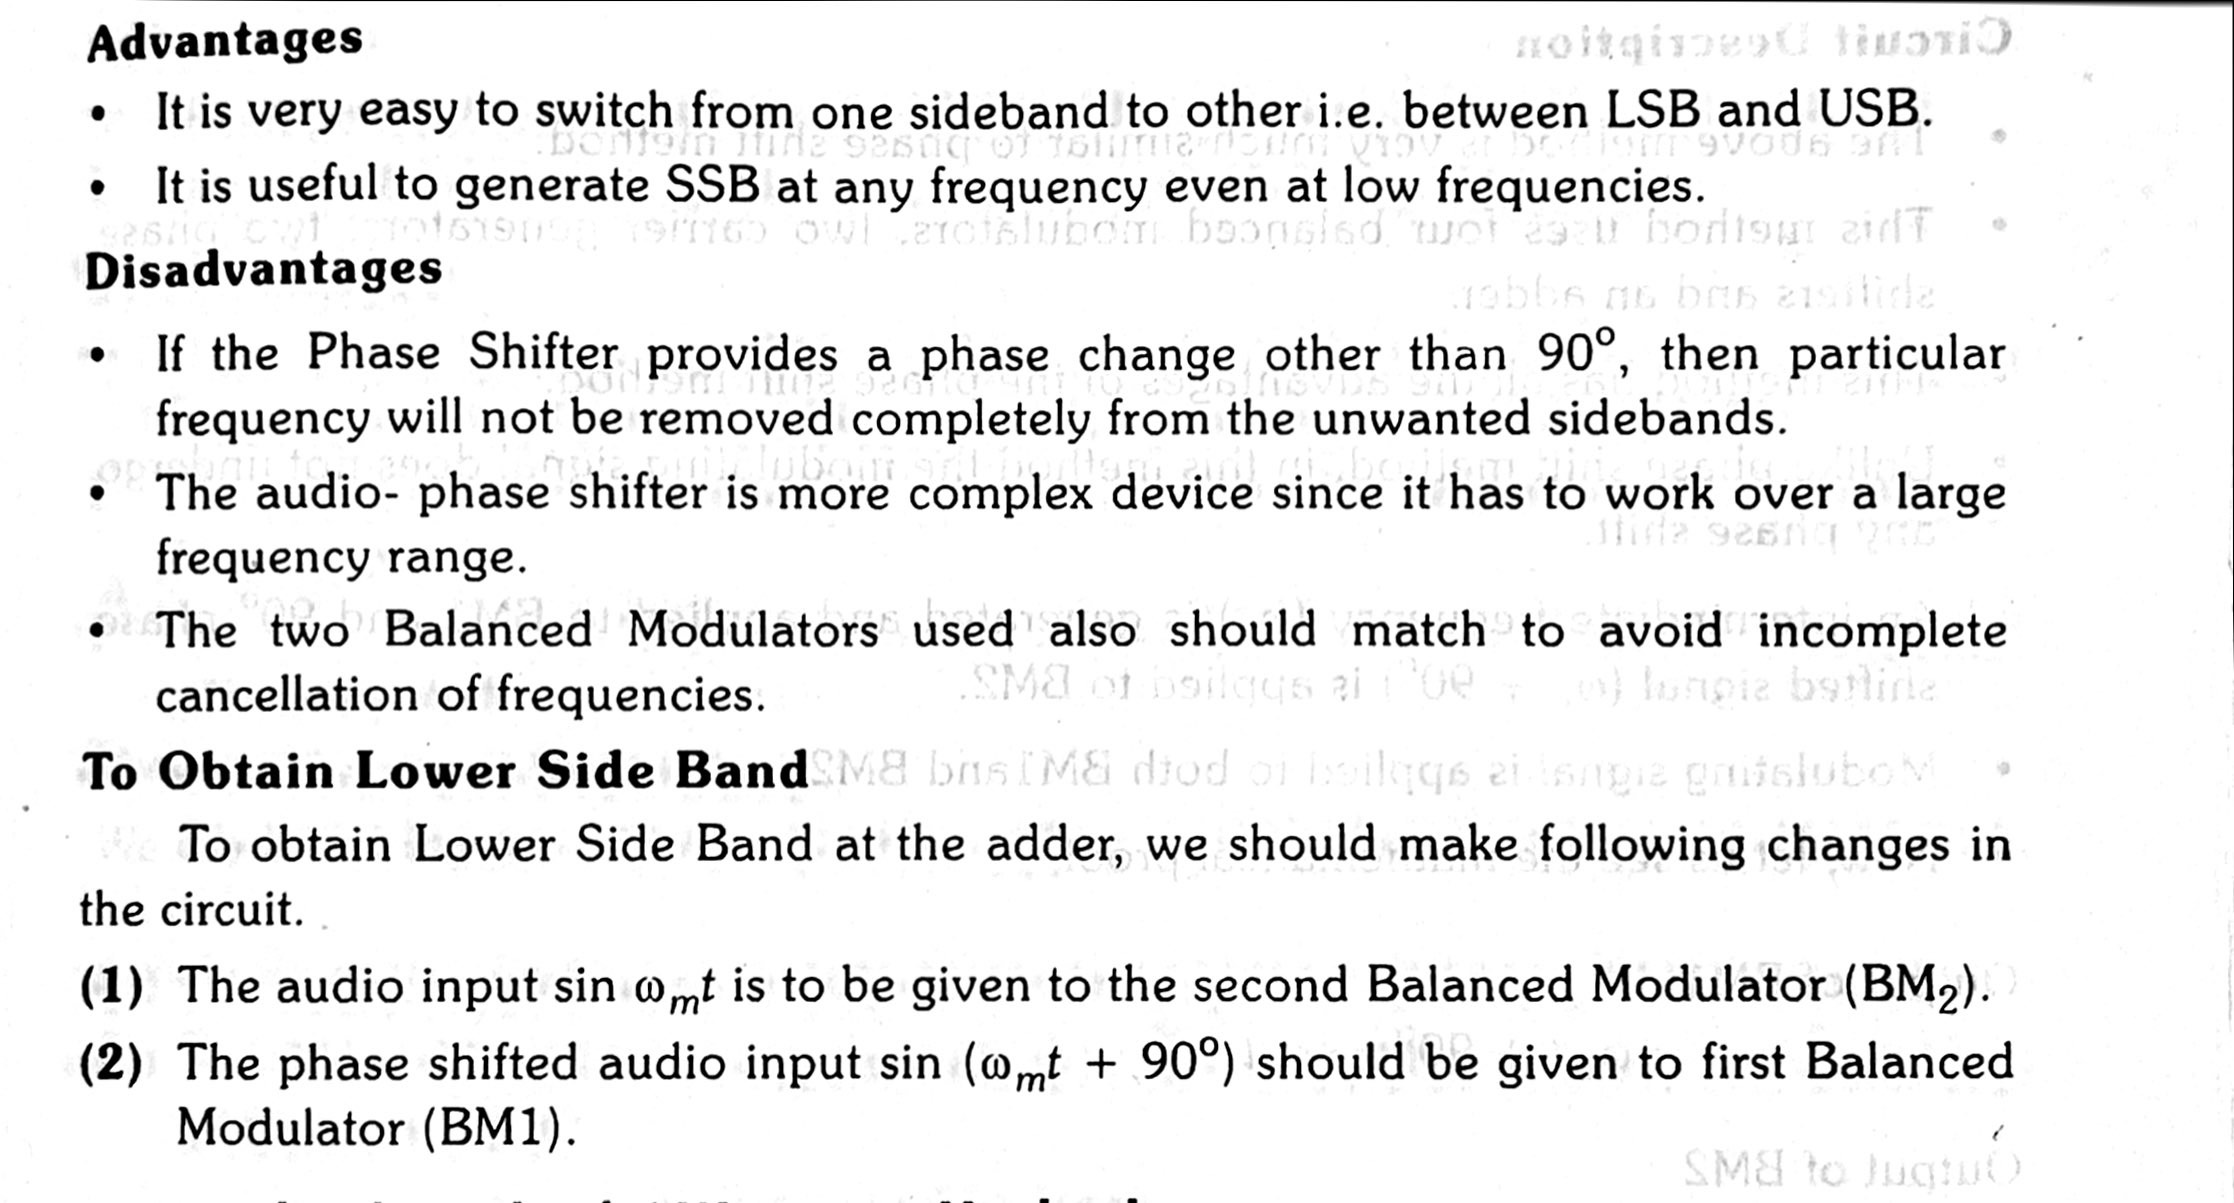 Advantages
• It is very easy to switch from one sideband to other i.e. between LSB and USB.
• It is useful to generate SSB at any frequency even at low frequencies.
Disadvantages
• If the Phase Shifter provides a phase change other than 90°, then particular
frequency will not be removed completely from the unwanted sidebands.
• The audio- phase shifter is more complex device since it has to work over a large
frequency range.
• The two Balanced Modulators used also should match to avoid incomplete
cancellation of frequencies.
To Obtain Lower Side Band
To obtain Lower Side Band at the adder, we should make following changes in
the circuit.
(1) The audio input sin ωₘt is to be given to the second Balanced Modulator (BM₂).
(2) The phase shifted audio input sin (ωₘt + 90°) should be given to first Balanced
Modulator (BM1).